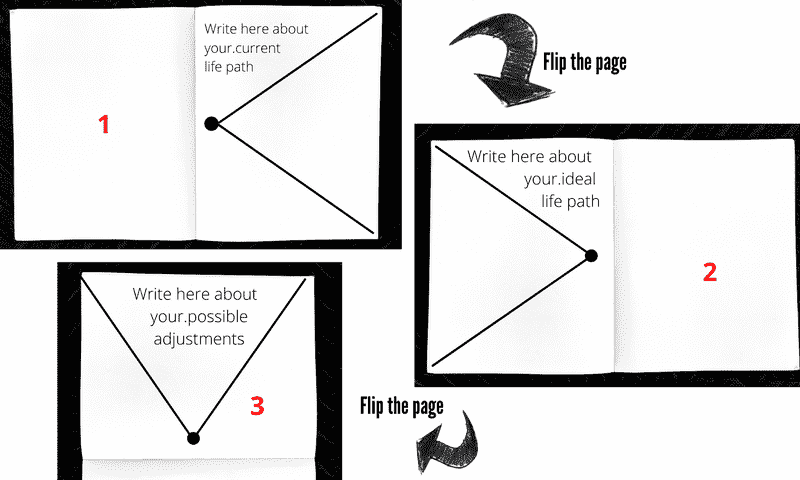 Write here about
your.current
life path
1
Flip the page
Write here about
your.ideal
life path
2
Flip the page
Write here about
your.possible
adjustments
3